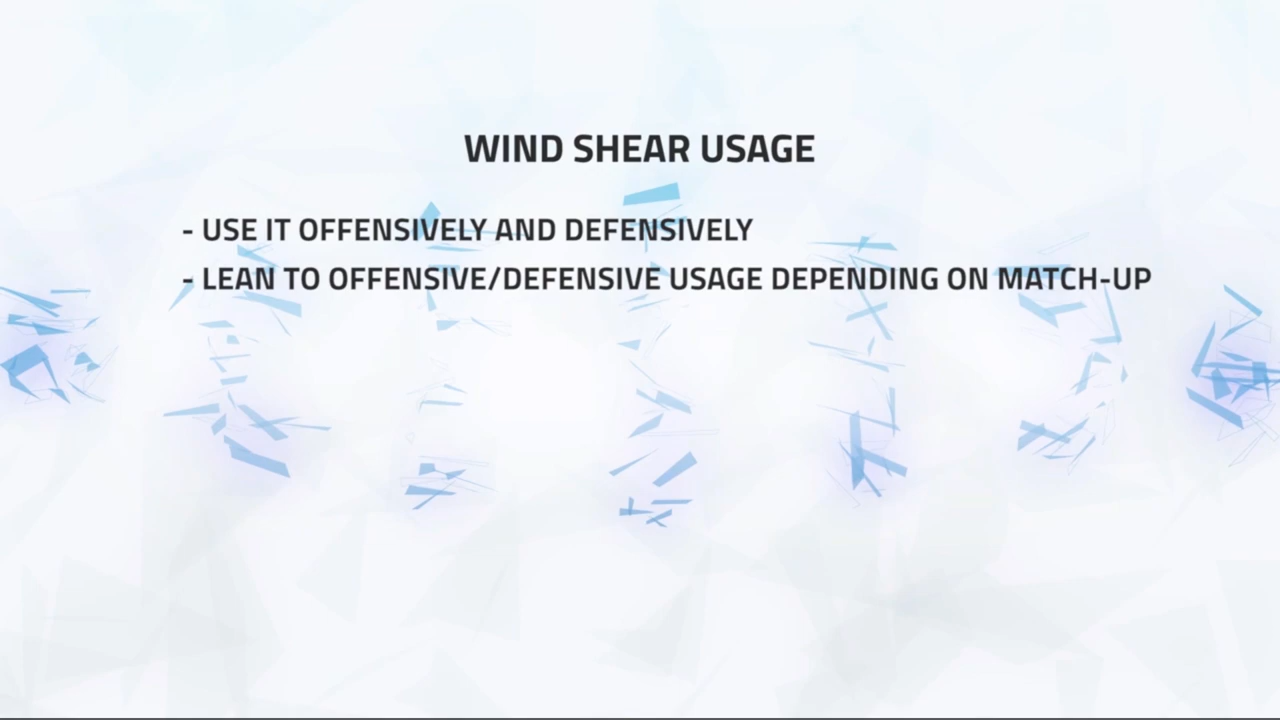 WIND SHEAR USAGE
- USE IT OFFENSIVELY AND DEFENSIVELY
- LEAN TO OFFENSIVE/DEFENSIVE USAGE DEPENDING ON MATCH-UP